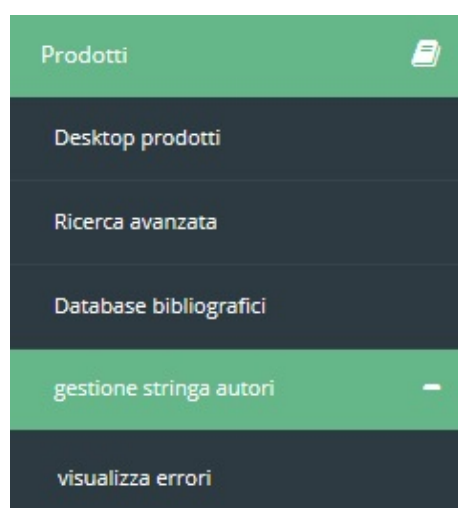 Prodotti
Desktop prodotti
Ricerca avanzata
Database bibliografici
gestione stringa autori
visualizza errori